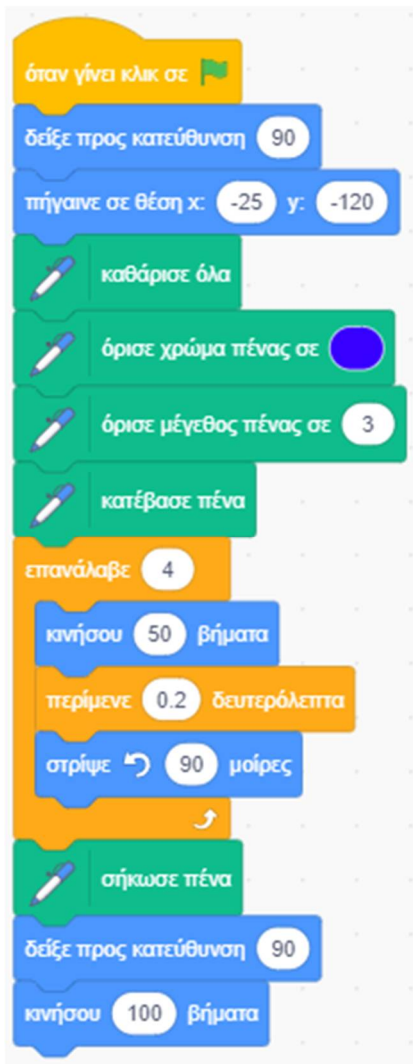 όταν γίνει κλικ σε
δείξε προς κατεύθυνση 90
πήγαινε σε θέση x: -25 y: -120
καθάρισε όλα
όρισε χρώμα πένας σε
όρισε μέγεθος πένας σε 3
κατέβασε πένα
επανάλαβε 4
κινήσου 50 βήματα
περίμενε 0.2 δευτερόλεπτα
στρίψε 90 μοίρες
σήκωσε πένα
δείξε προς κατεύθυνση 90
κινήσου 100 βήματα